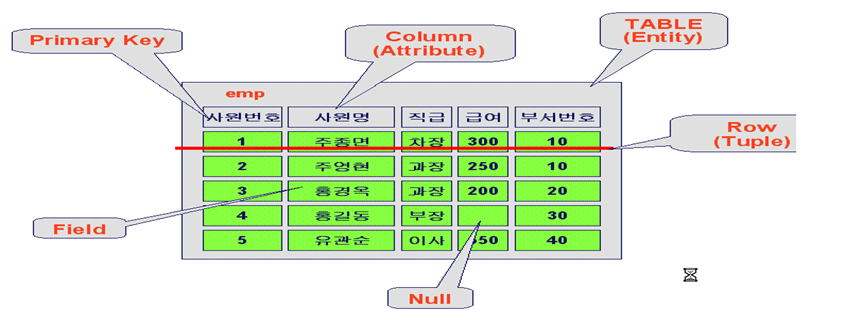 Primary Key
Column
(Attribute)
TABLE
(Entity)
emp
사원번호 사원명 직급 급여 부서번호
1 주종면 차장 300 10
Row
(Tuple)
2 주영현 과장 250 10
3 홍경옥 과장 200 20
4 홍길동 부장 30
Field
5 유관순 이사 40
Null